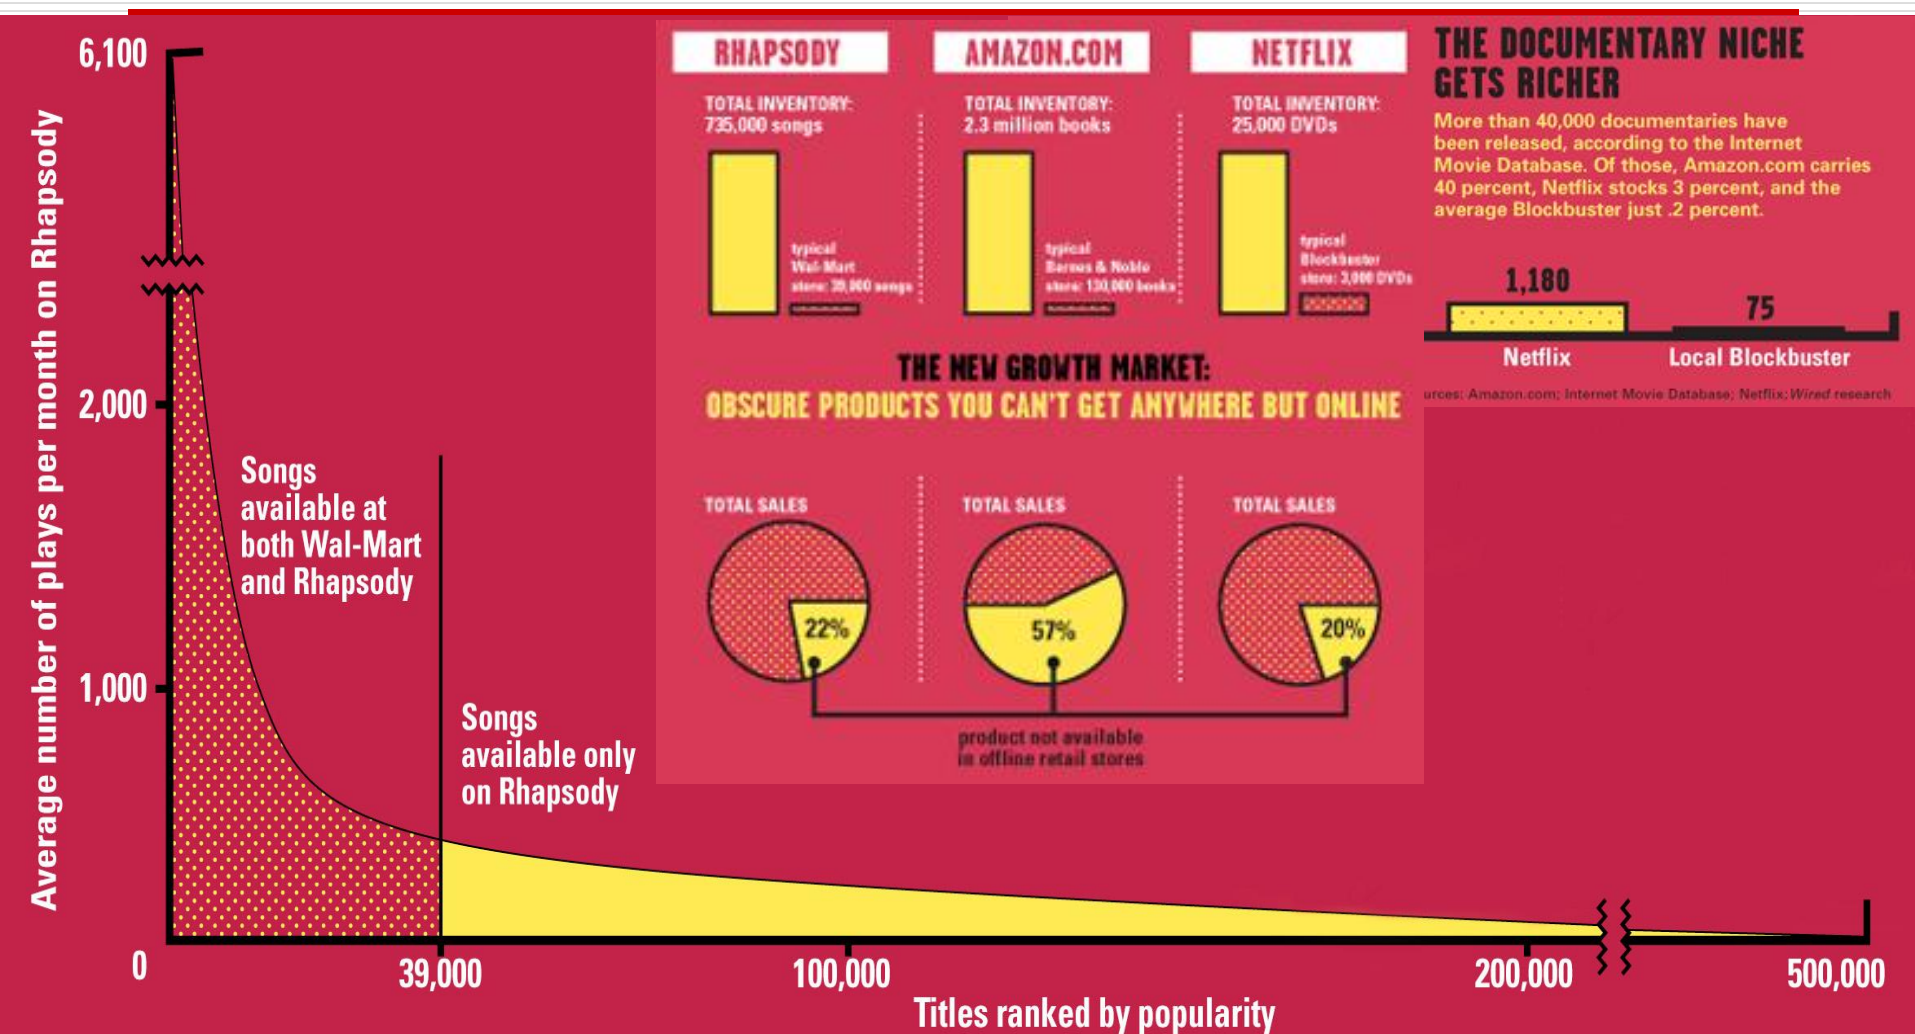 6,100
2,000
1,000
0
Average number of plays per month on Rhapsody
Songs
available at
both Wal-Mart
and Rhapsody
Songs
available only
on Rhapsody
39,000
100,000
200,000
500,000
Titles ranked by popularity
RHAPSODY
TOTAL INVENTORY:
735,000 songs
typical
Wal-Mart
store: 39,000 songs
AMAZON.COM
TOTAL INVENTORY:
2.3 million books
typical
Barnes & Noble
store: 130,000 books
NETFLIX
TOTAL INVENTORY:
25,000 DVDs
typical
Blockbuster
store: 3,000 DVDs
THE NEW GROWTH MARKET:
OBSCURE PRODUCTS YOU CAN'T GET ANYWHERE BUT ONLINE
TOTAL SALES
22%
TOTAL SALES
57%
TOTAL SALES
20%
product not available
in offline retail stores
THE DOCUMENTARY NICHE
GETS RICHER
More than 40,000 documentaries have
been released, according to the Internet
Movie Database. Of those, Amazon.com carries
40 percent, Netflix stocks 3 percent, and the
average Blockbuster just .2 percent.
1,180
Netflix
75
Local Blockbuster
urces: Amazon.com; Internet Movie Database; Netflix; Wired research